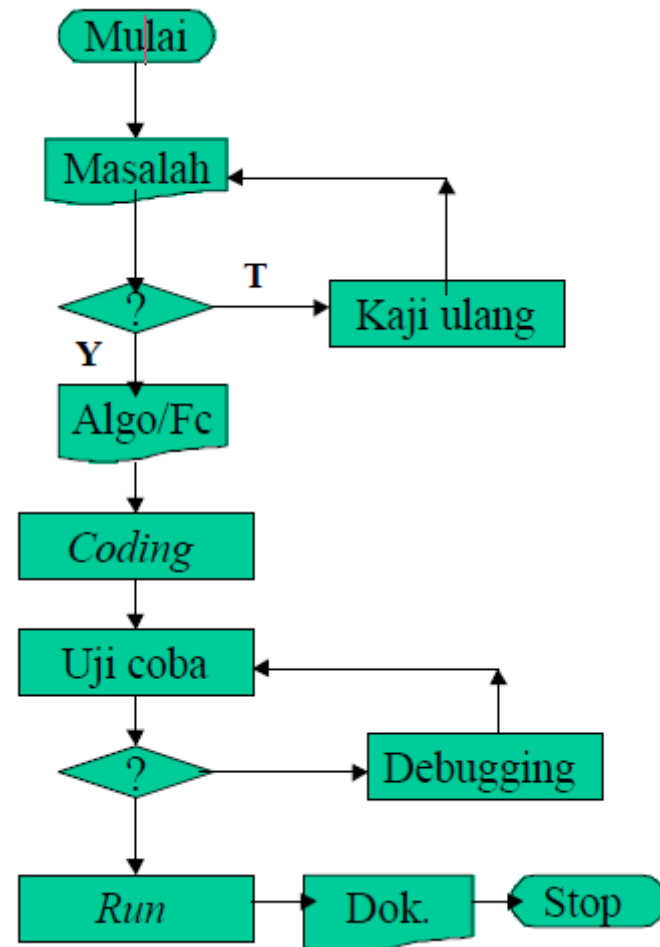 Mulai
Masalah
?
T
Kaji ulang
Y
Algo/Fc
Coding
Uji coba
?
Debugging
Run
Dok.
Stop